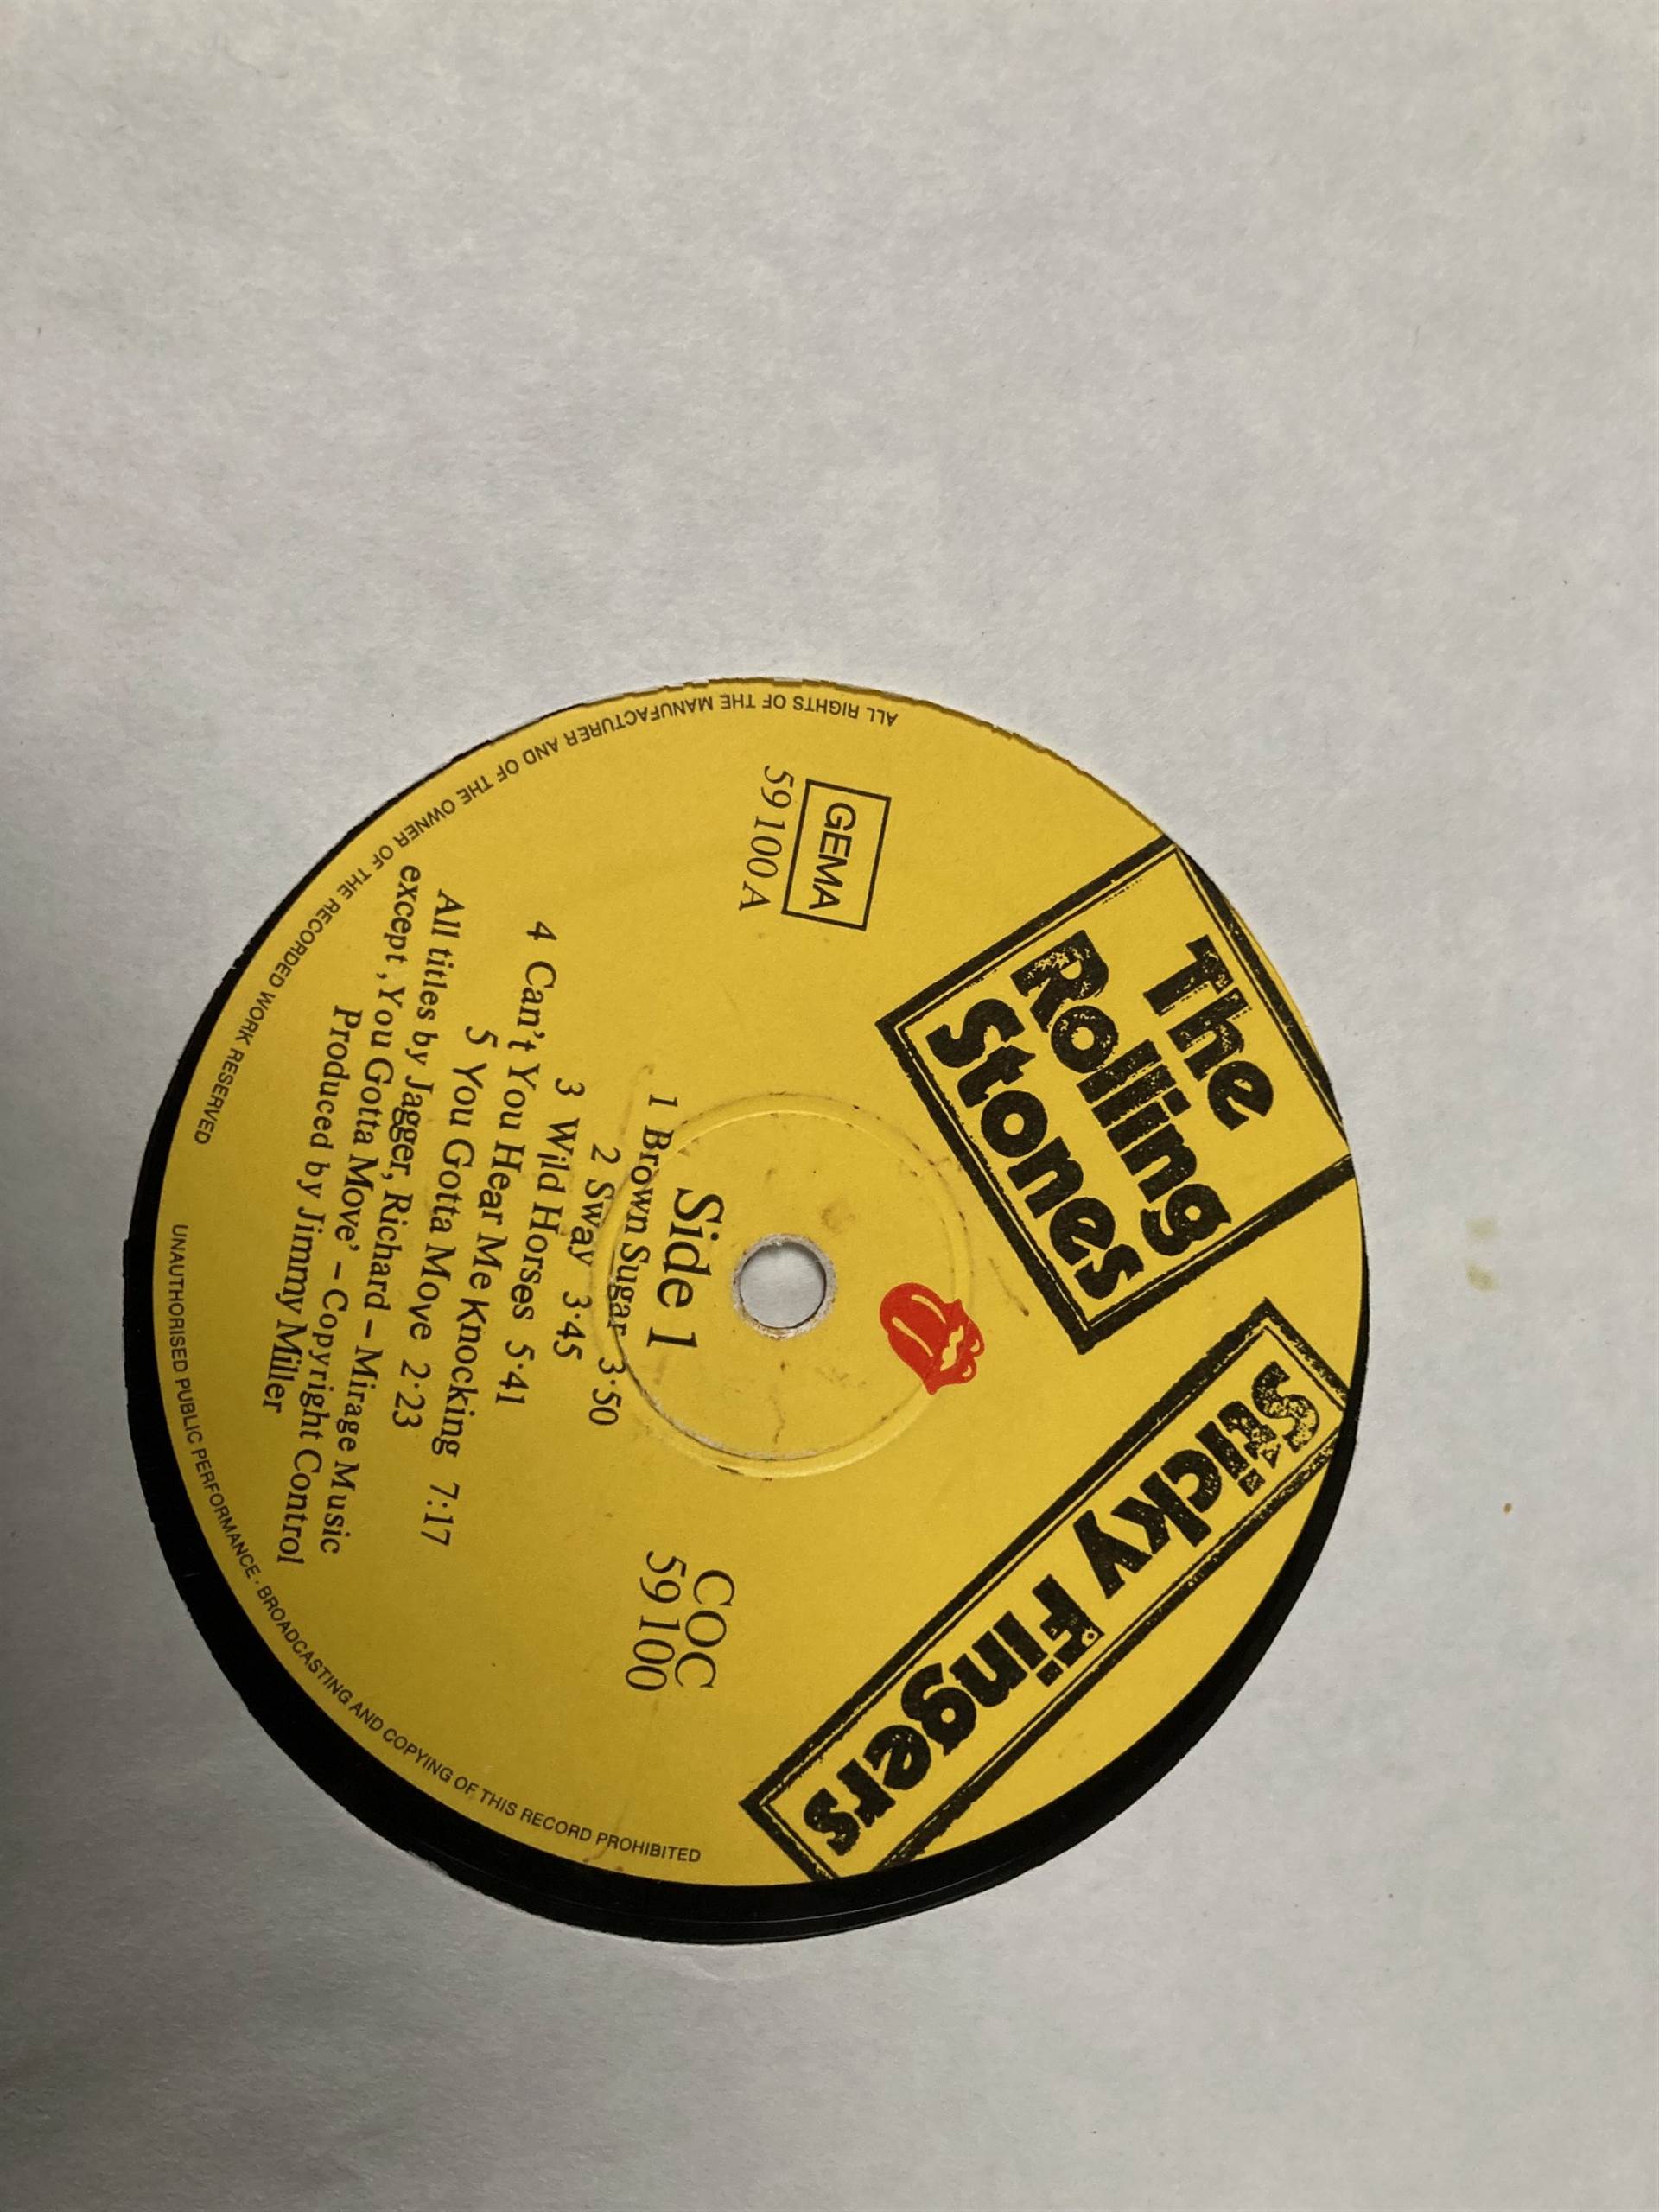 The
Rolling
Stones
Sticky Fingers
GEMA
59 100 A
COC
59 100
Side 1
1 Brown Sugar 3·50
2 Sway 3·45
3 Wild Horses 5·41
4 Can't You Hear Me Knocking 7:17
5 You Gotta Move 2·23
All titles by Jagger, Richard – Mirage Music
except ‚You Gotta Move' – Copyright Control
Produced by Jimmy Miller
ALL RIGHTS OF THE MANUFACTURER AND OF THE OWNER OF THE RECORDED WORK RESERVED
UNAUTHORISED PUBLIC PERFORMANCE · BROADCASTING AND COPYING OF THIS RECORD PROHIBITED